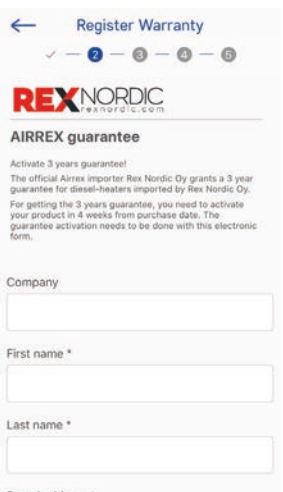 Register Warranty
2 3 4 5
REXNORDIC
rexnordic.com
AIRREX guarantee
Activate 3 years guarantee!
The official Airrex importer Rex Nordic Oy grants a 3 year
guarantee for diesel-heaters imported by Rex Nordic Oy.
For getting the 3 years guarantee, you need to activate
your product in 4 weeks from purchase date. The
guarantee activation needs to be done with this electronic
form.
Company
First name *
Last name *